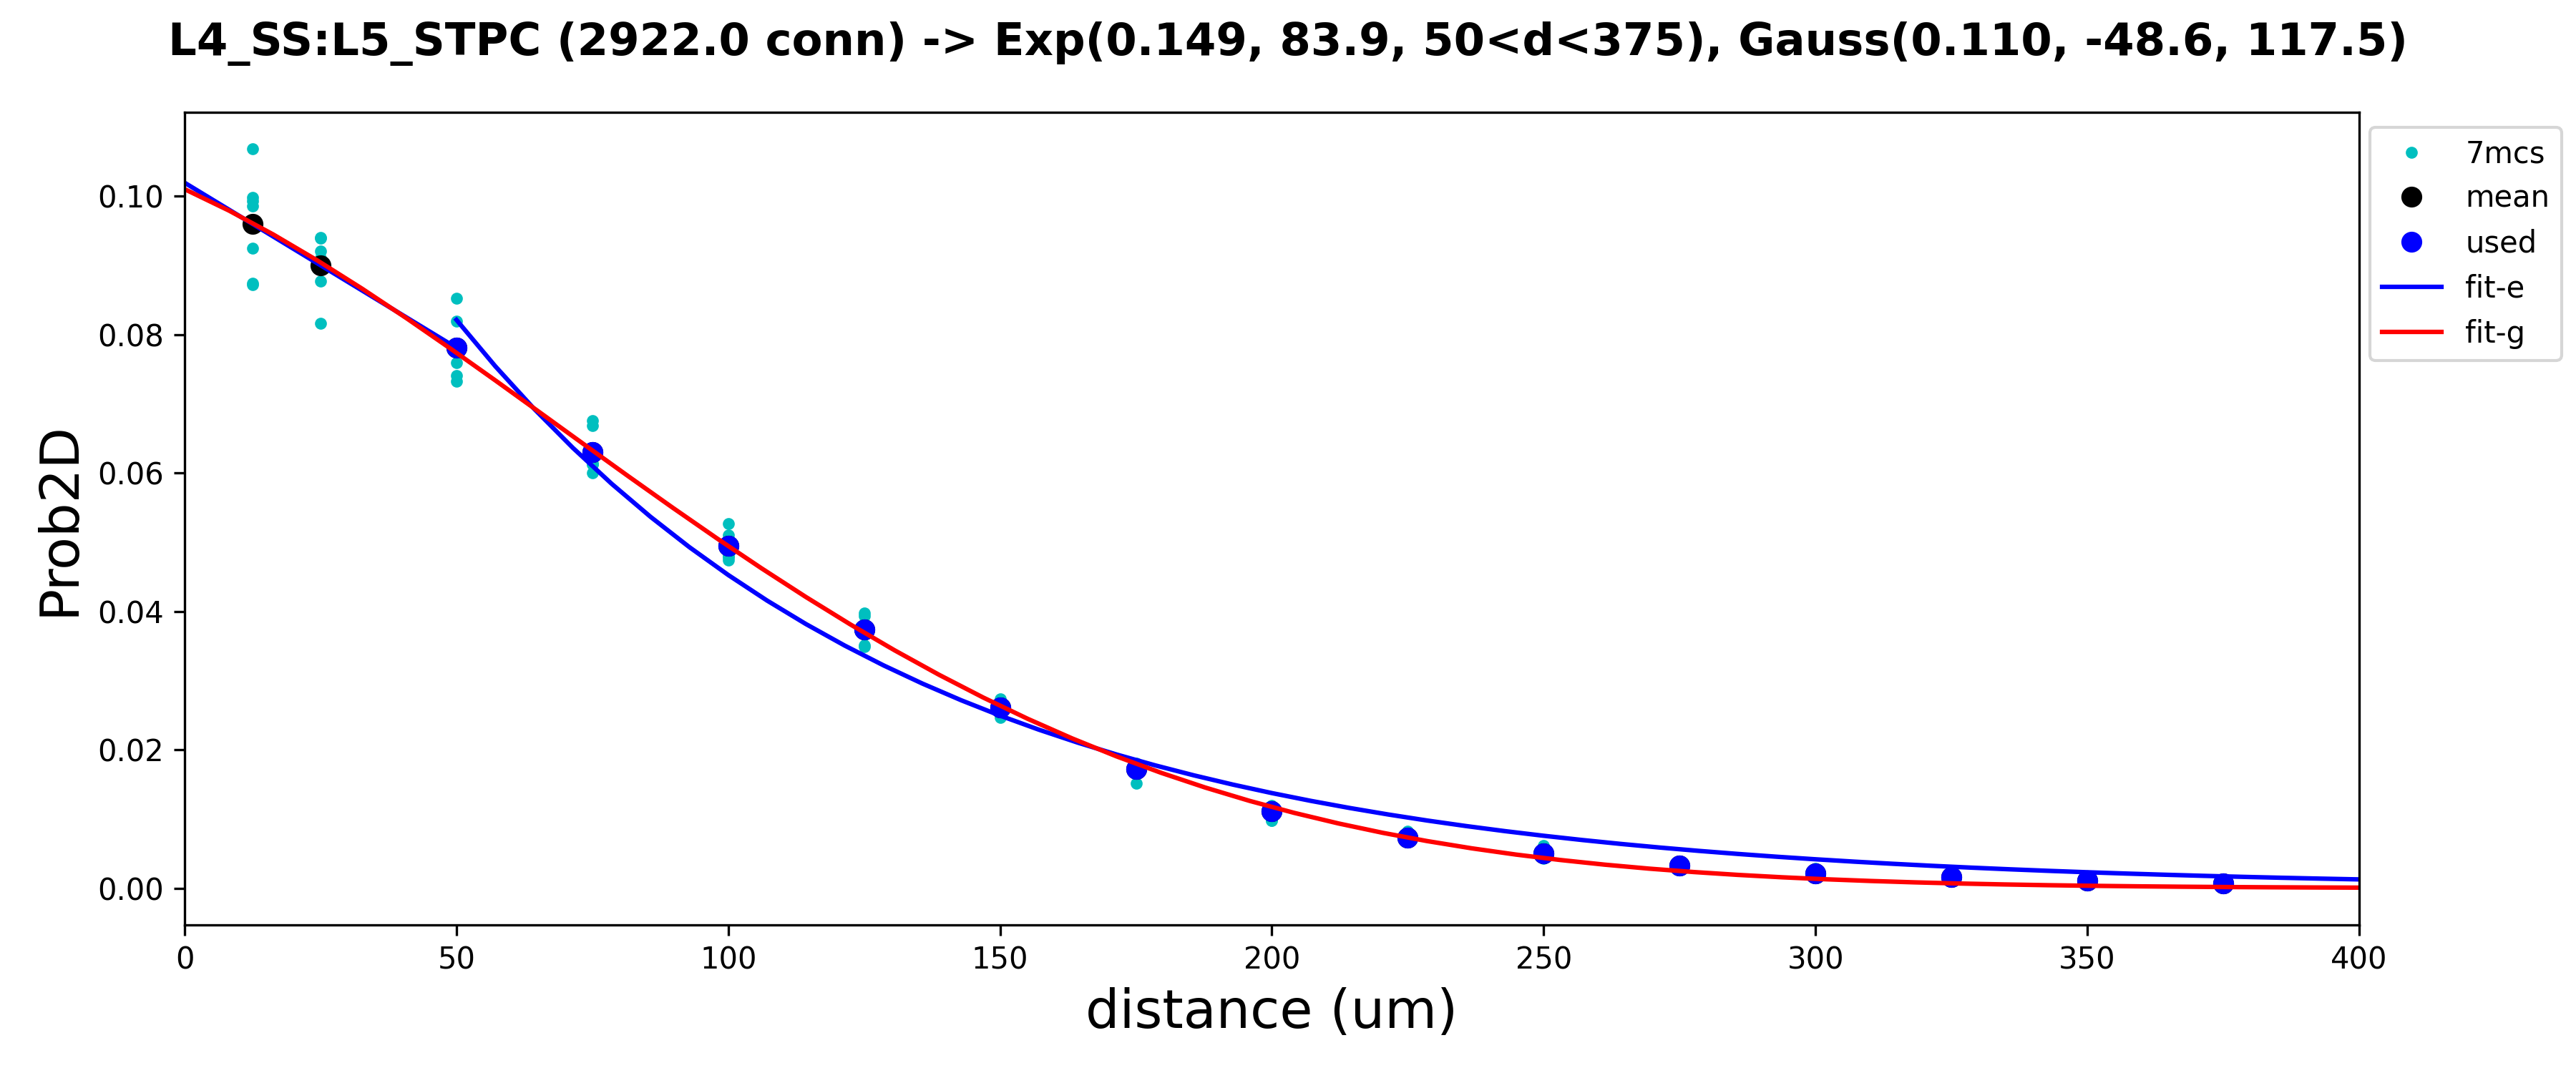 L4_SS:L5_STPC (2922.0 conn) -> Exp(0.149, 83.9, 50<d<375), Gauss(0.110, -48.6, 117.5)
7mcs
mean
used
fit-e
fit-g
Prob2D
0.10
0.08
0.06
0.04
0.02
0.00
0 50 100 150 200 250 300 350 400
distance (um)